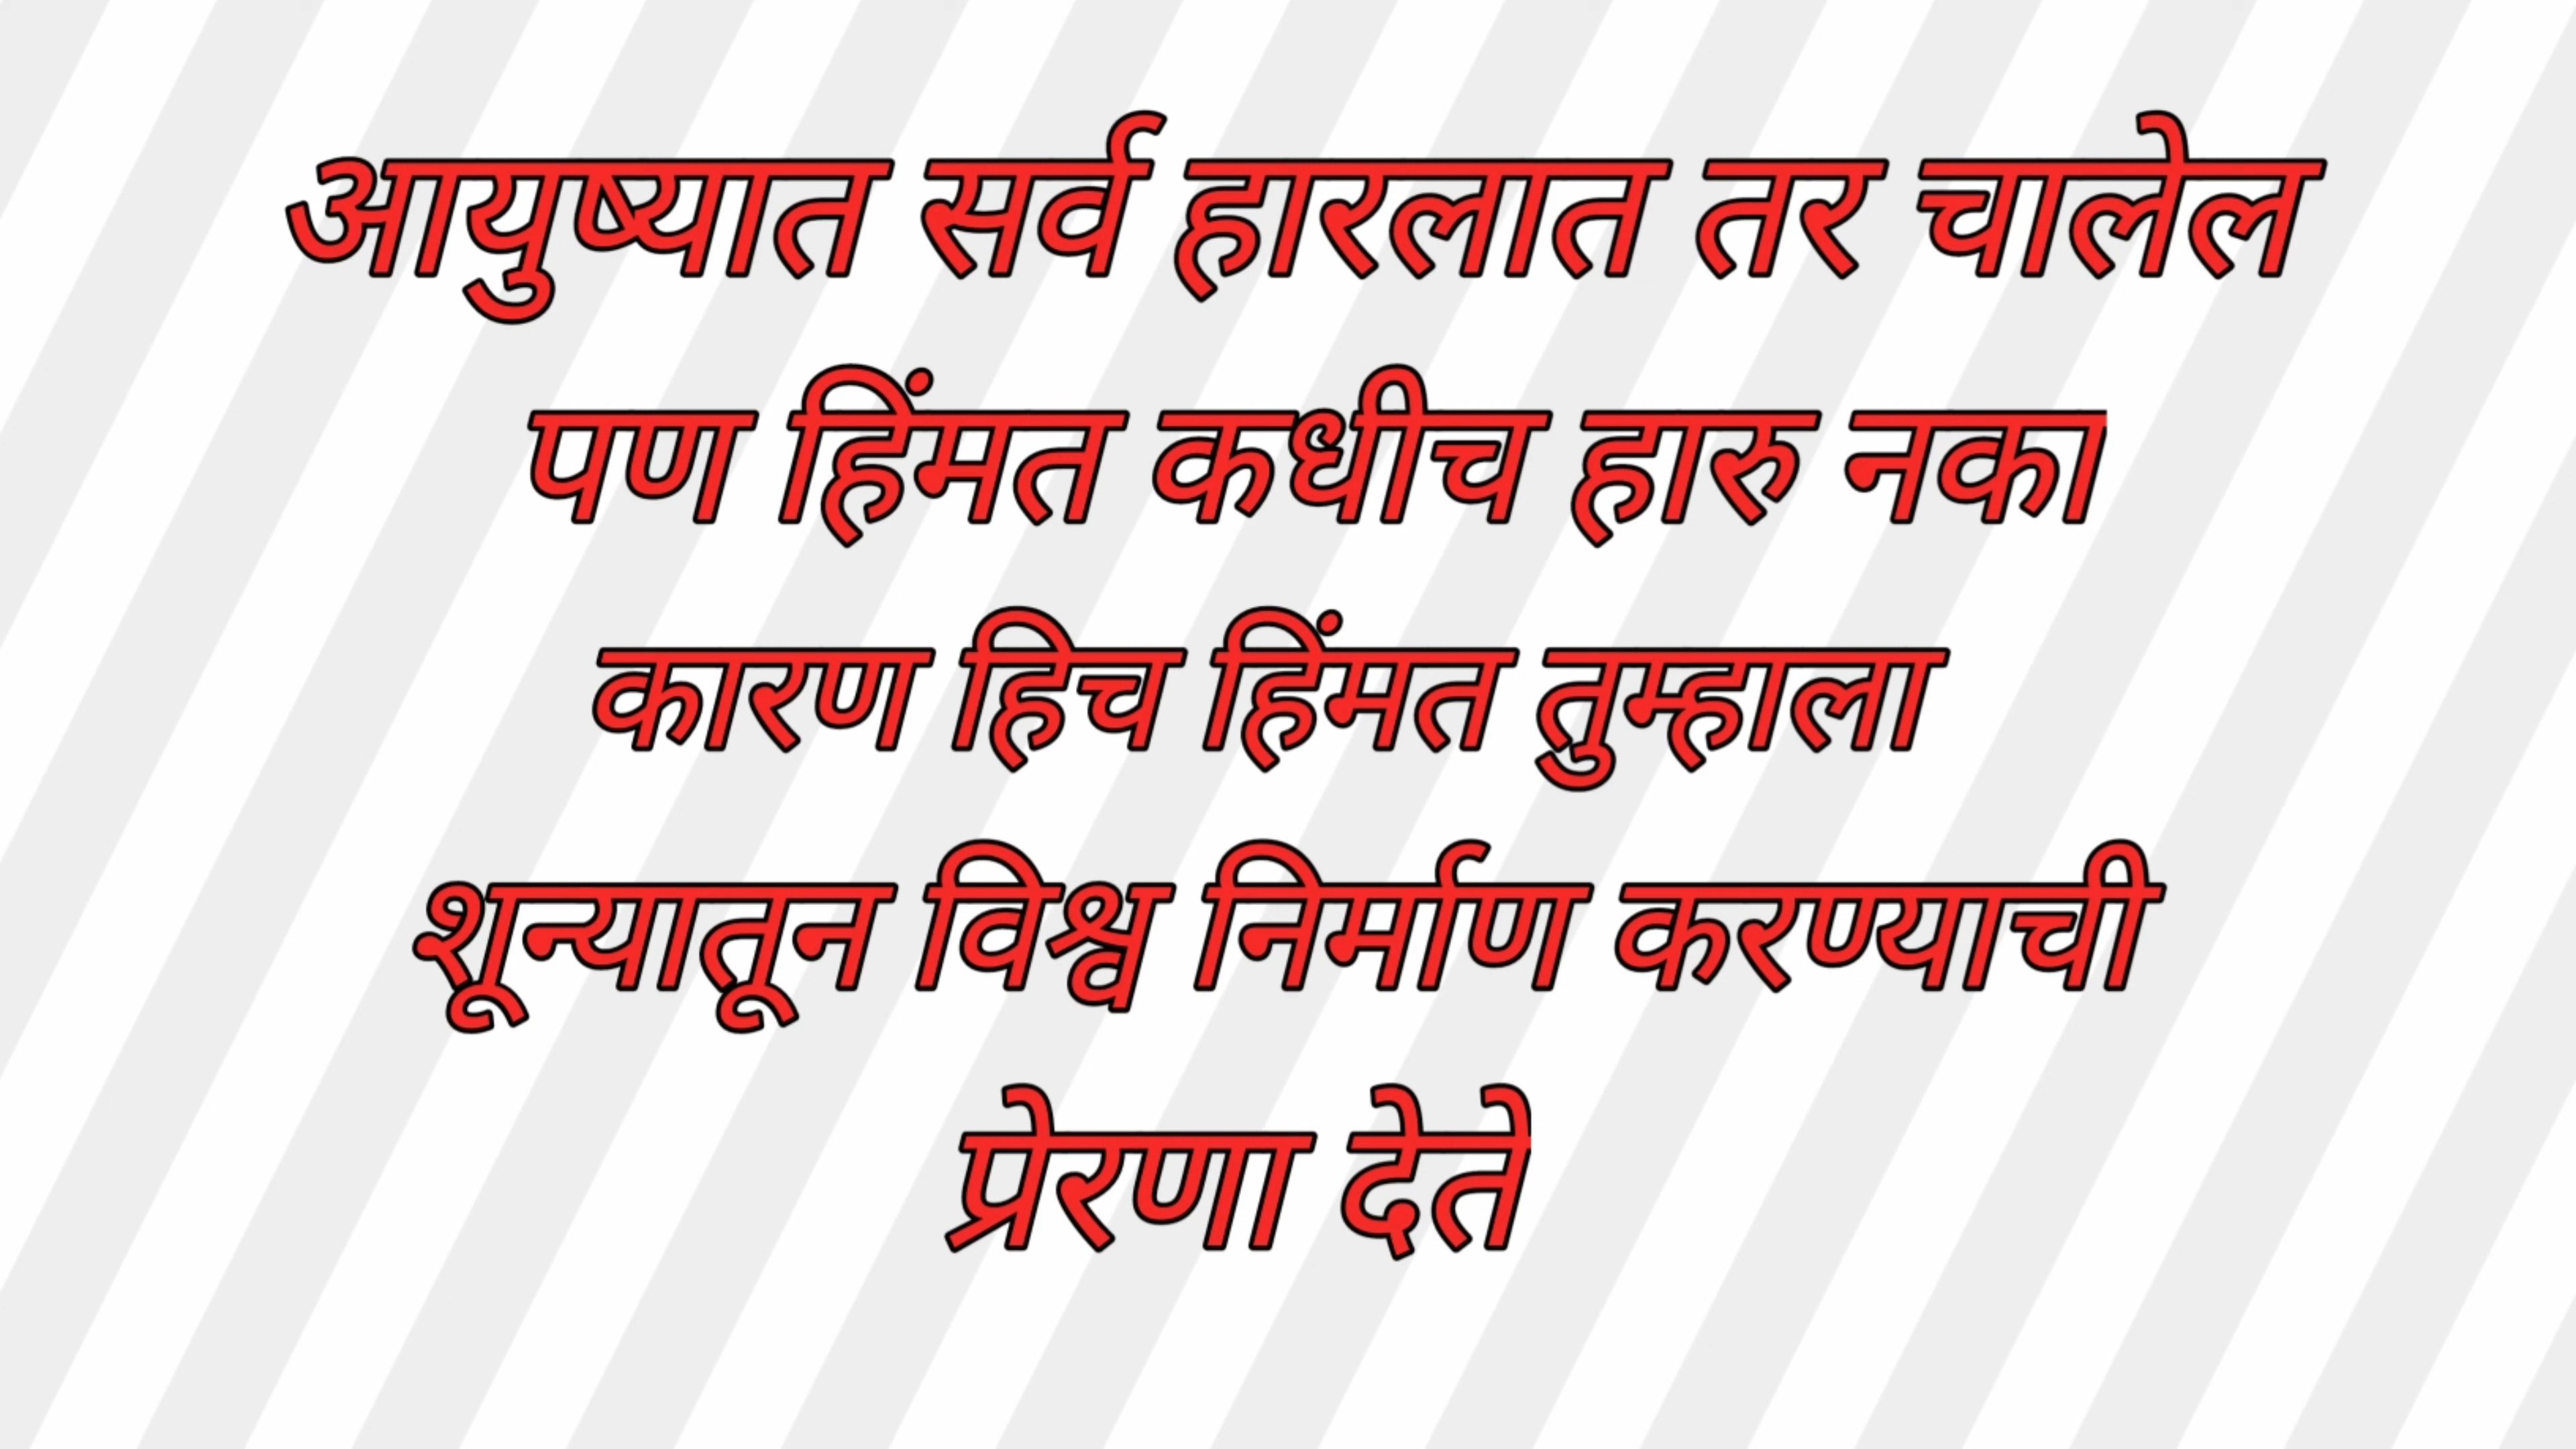 आयुष्यात सर्व हारलात तर चालेल
पण हिंमत कधीच हारु नका
कारण हिच हिंमत तुम्हाला
शून्यातून विश्व निर्माण करण्याची
प्रेरणा देते